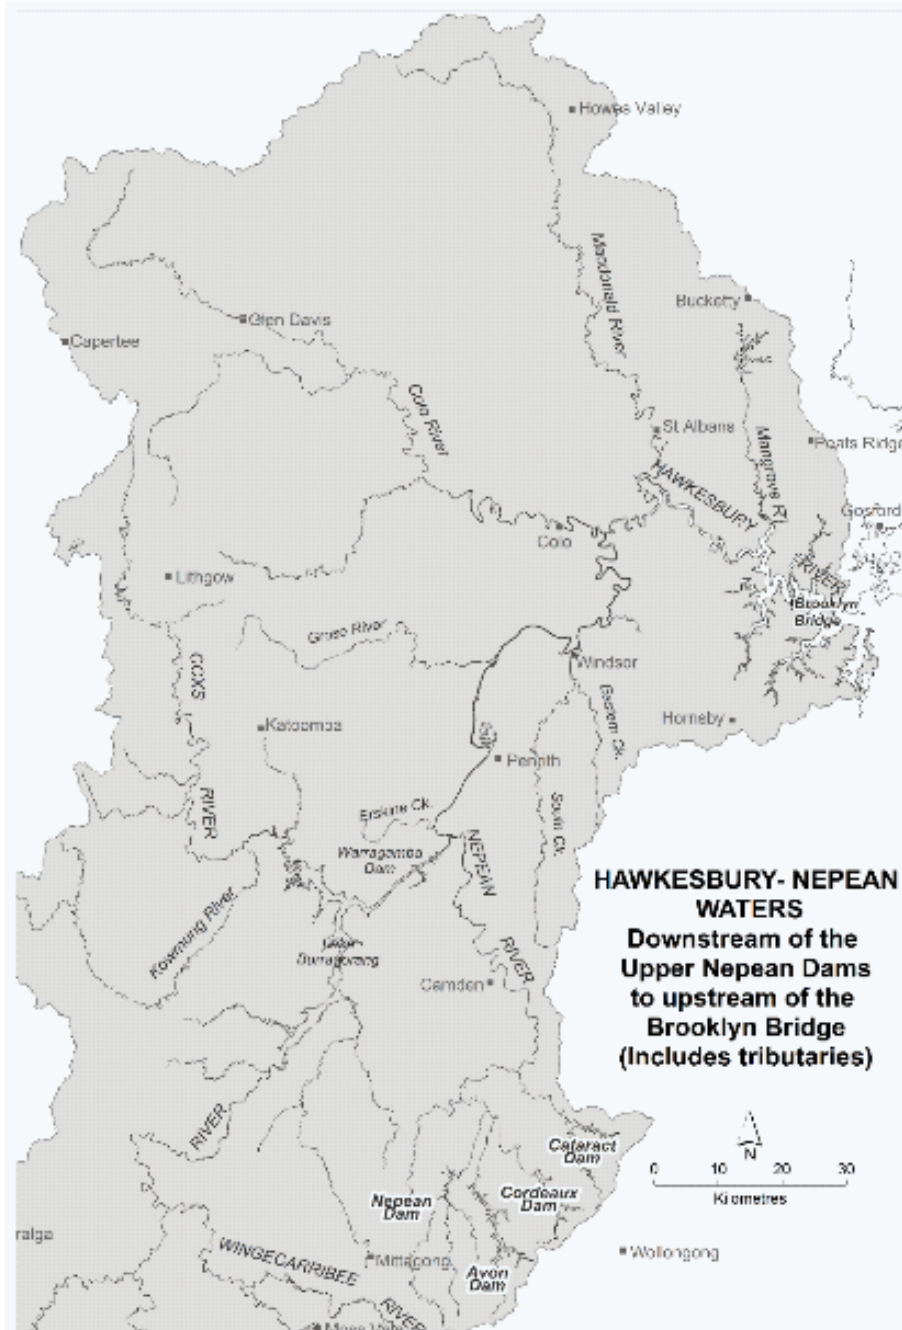 Howes Valley
Macdonald River
Bucketty
Glen Davis
Capertee
Colo River
St Albans
Mangrove R
Peats Ridge
HAWKESBURY
RIVER
Gosford
Colo
Lithgow
Brooklyn
Bridge
Grose River
Windsor
COXS
RIVER
Eastern Ck.
Hornsby
Katoomba
Penrith
South Ck.
Erskine Ck.
Warragamba
Dam
NEPEAN
RIVER
HAWKESBURY- NEPEAN
WATERS
Downstream of the
Upper Nepean Dams
to upstream of the
Brooklyn Bridge
(Includes tributaries)
Kowmung River
Lake
Burragorang
Camden
RIVER
Cataract
Dam
N
0 10 20 30
Kilometres
Cordeaux
Dam
Nepean
Dam
ralga
WINGECARRIBEE
RIVER
Mittagong
Avon
Dam
Wollongong